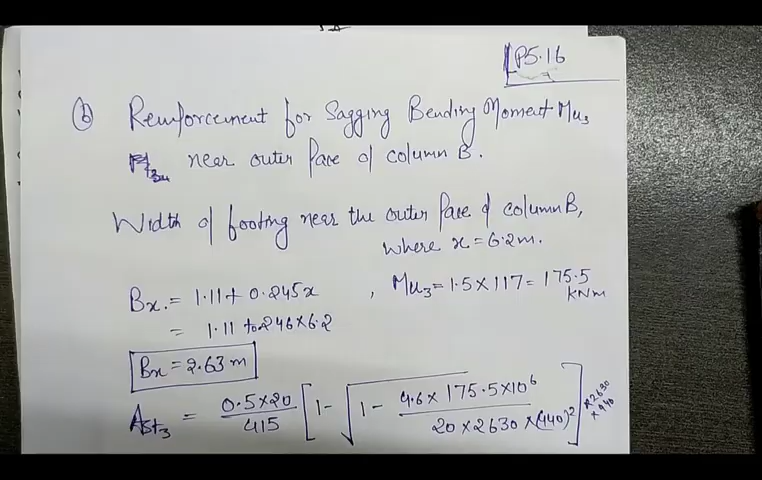 P5.16
(b) Reinforcement for Sagging Bending Moment Mu₃
near outer face of column B.
Width of footing near the outer face of column B,
where x = 6.2m.
Bx. = 1.11 + 0.245x , Mu₃ = 1.5 × 117 = 175.5 kNm
= 1.11 + 0.246 × 6.2
Bx = 2.63 m
Ast₃ = 0.5×20/415 [1 - √(1 - 4.6 × 175.5×10⁶ / 20 × 2630 × (440)²)] × 2630 × 440